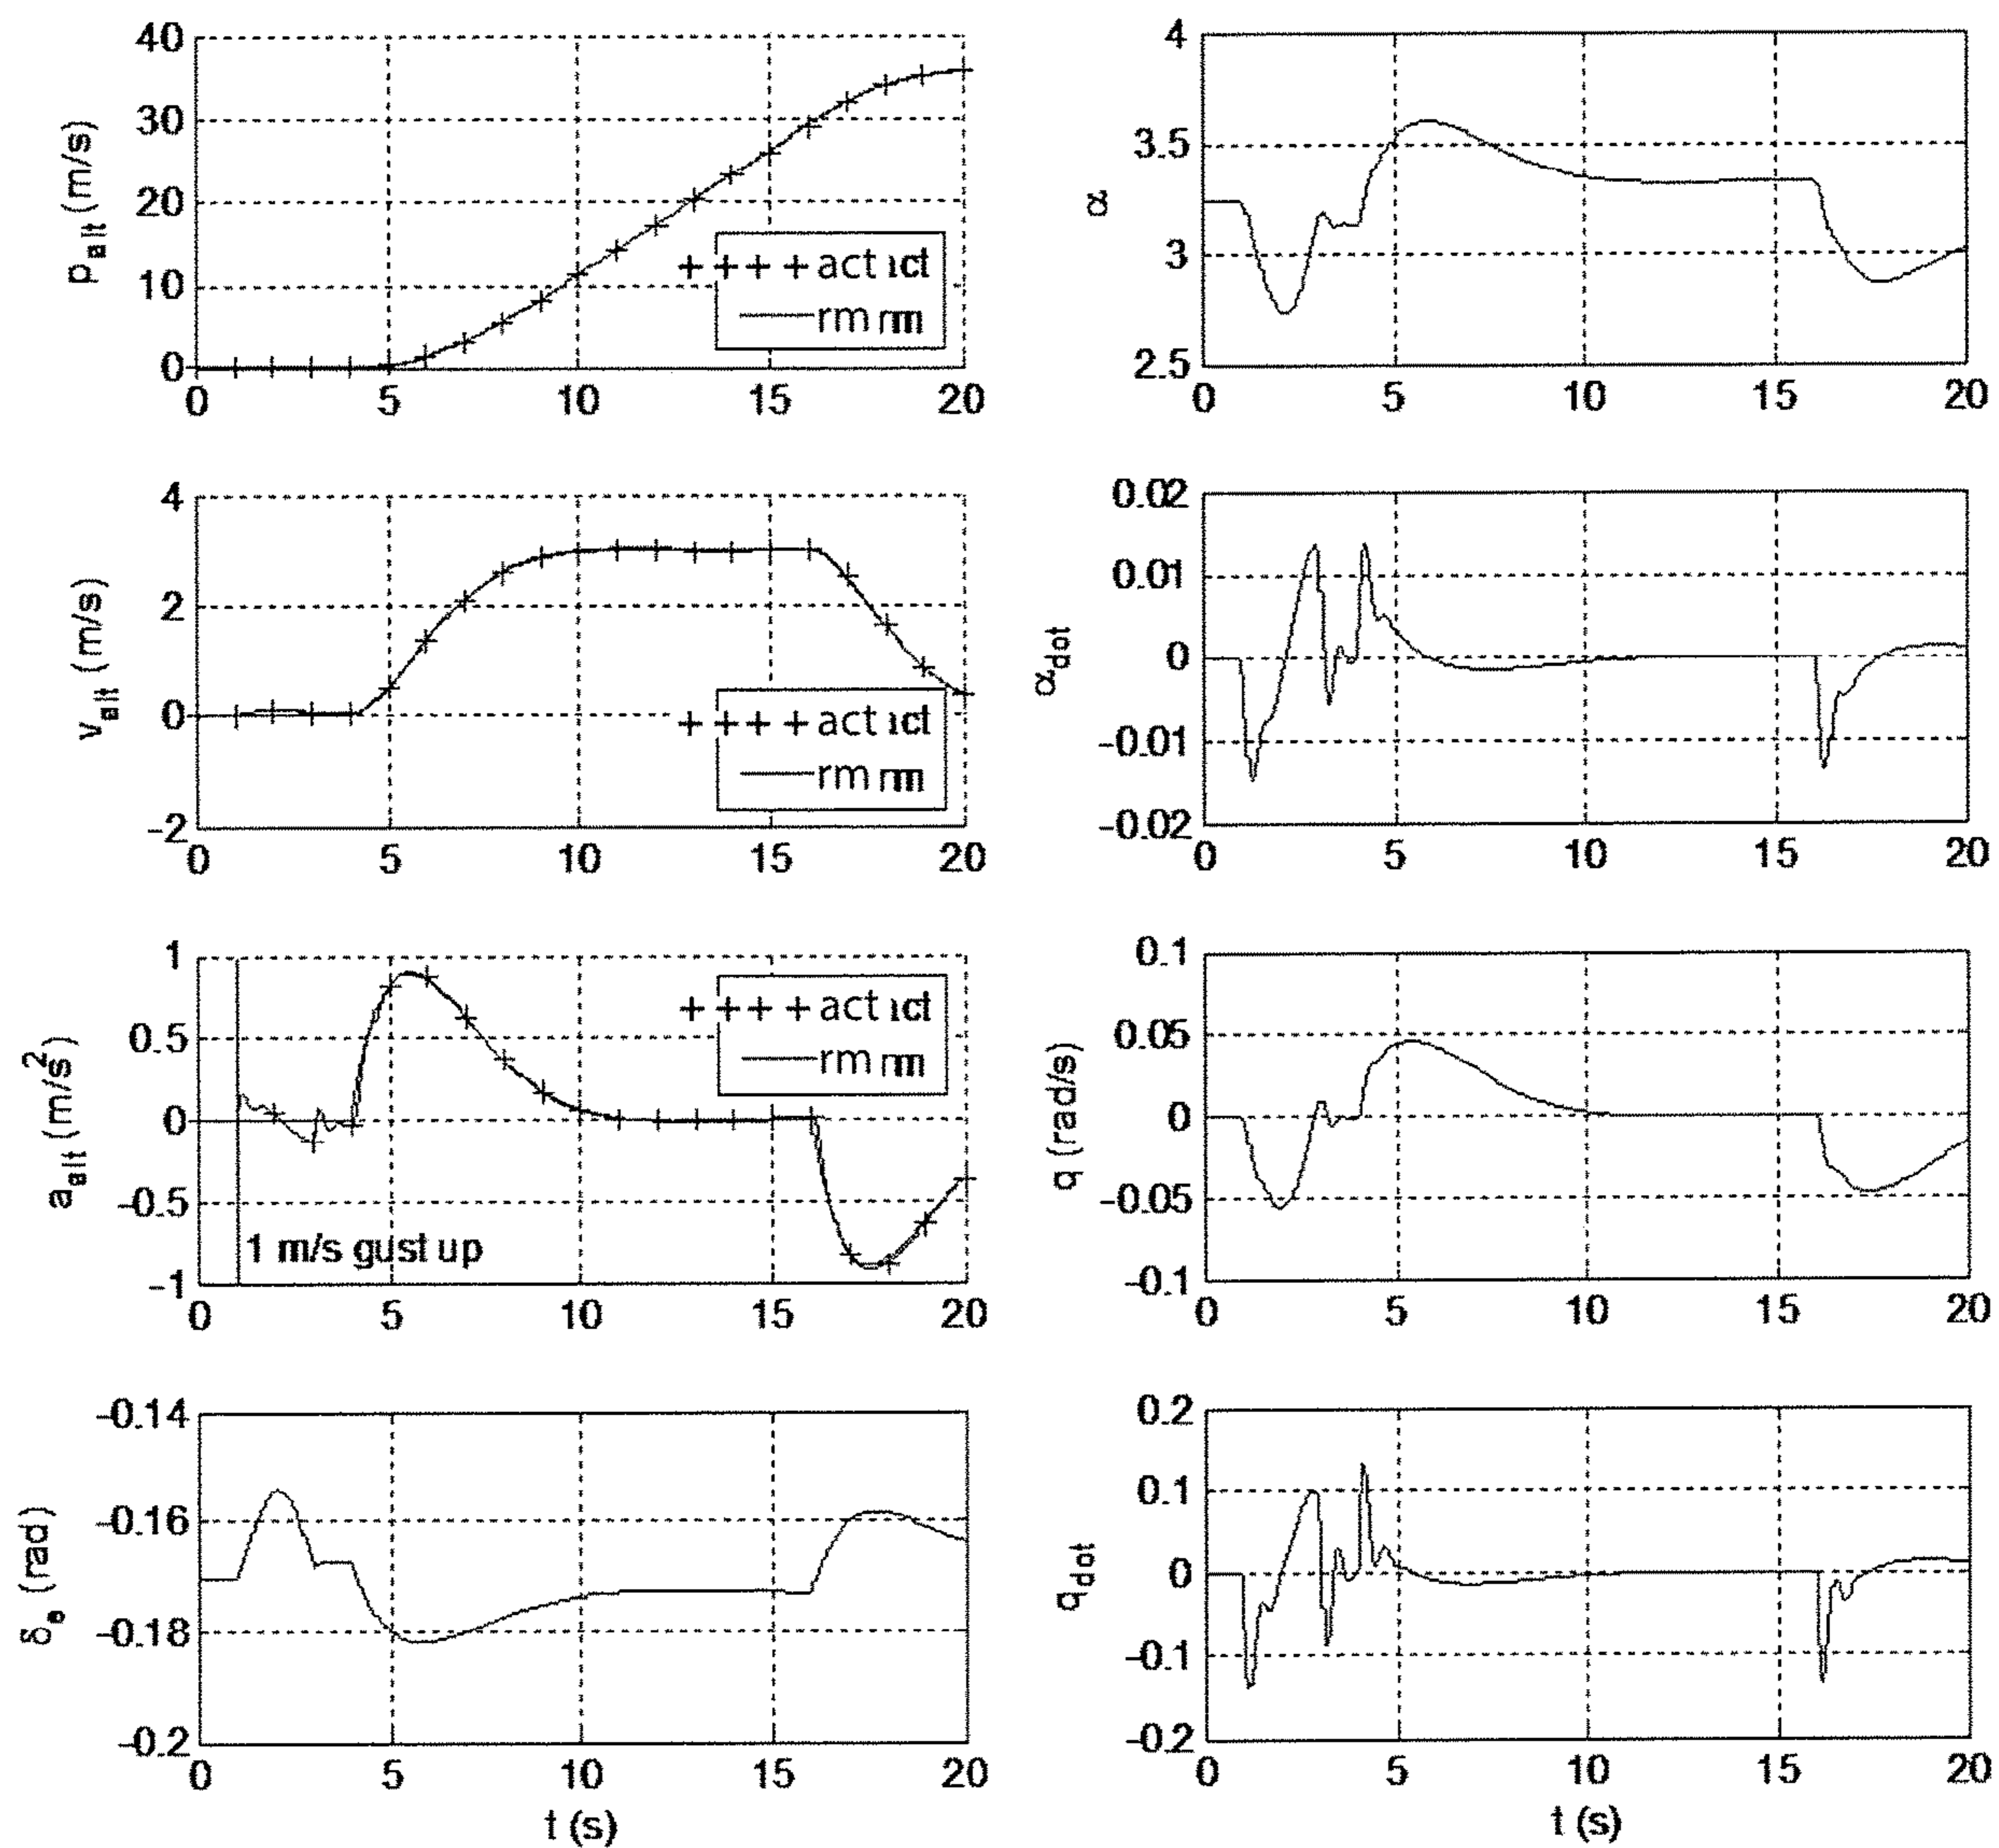 40
30
20
10
0
p_alt (m/s)
++++ act act
rm rm
0 5 10 15 20
4
3.5
3
2.5
α
0 5 10 15 20
4
2
0
-2
v_alt (m/s)
++++ act act
rm rm
0 5 10 15 20
0.02
0.01
0
-0.01
-0.02
α_dot
0 5 10 15 20
1
0.5
0
-0.5
-1
a_alt (m/s²)
++++ act act
rm rm
1 m/s gust up
0 5 10 15 20
0.1
0.05
0
-0.05
-0.1
q (rad/s)
0 5 10 15 20
-0.14
-0.16
-0.18
-0.2
δ_e (rad)
0 5 10 15 20
t (s)
0.2
0.1
0
-0.1
-0.2
q_dot
0 5 10 15 20
t (s)